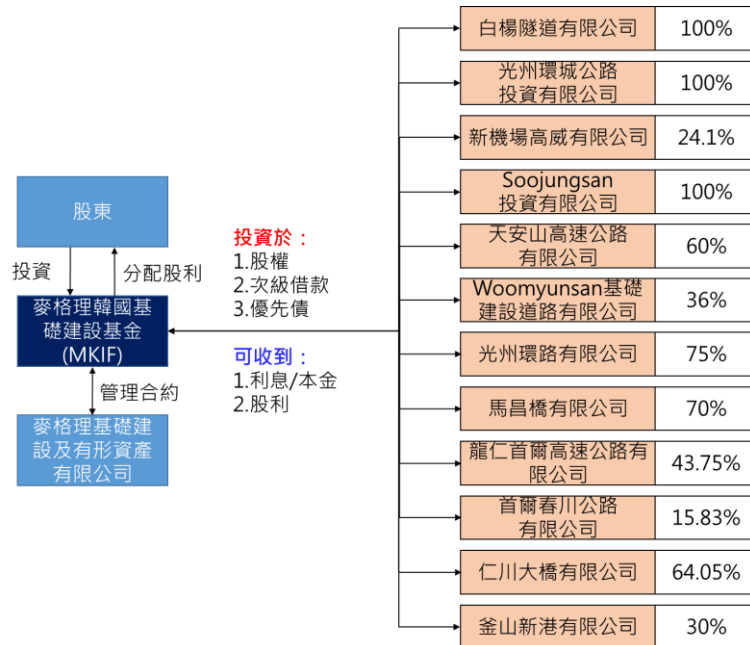 股東
投資
分配股利
麥格理韓國基
礎建設基金
(MKIF)
管理合約
麥格理基礎建
設及有形資產
有限公司
投資於：
1.股權
2.次級借款
3.優先債
可收到：
1.利息/本金
2.股利
白楊隧道有限公司 100%
光州環城公路
投資有限公司 100%
新機場高威有限公司 24.1%
Soojungsan
投資有限公司 100%
天安山高速公路
有限公司 60%
Woomyunsan基礎
建設道路有限公司 36%
光州環路有限公司 75%
馬昌橋有限公司 70%
龍仁首爾高速公路有
限公司 43.75%
首爾春川公路
有限公司 15.83%
仁川大橋有限公司 64.05%
釜山新港有限公司 30%